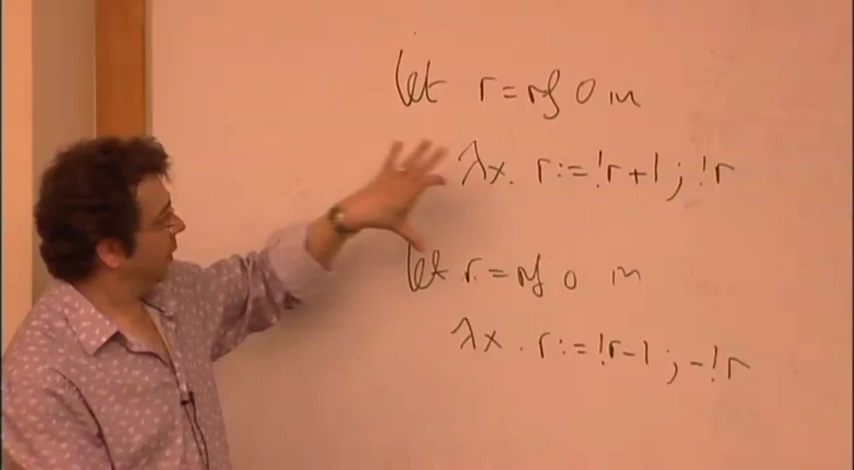 let r = ref 0 in
λx. r := !r + 1 ; !r
let r = ref 0 in
λx. r := !r - 1 ; -!r